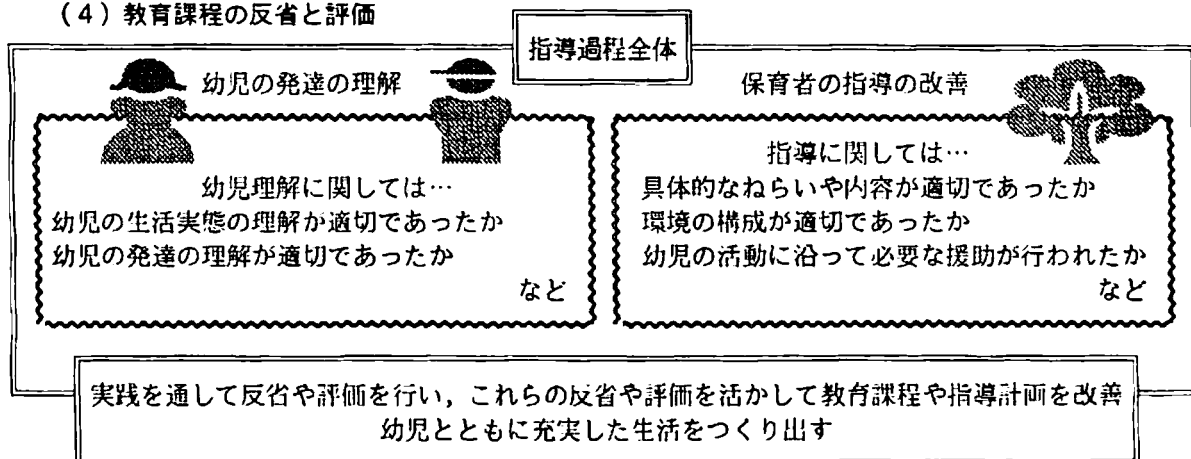 (4)教育課程の反省と評価
指導過程全体
幼児の発達の理解
幼児理解に関しては…
幼児の生活実態の理解が適切であったか
幼児の発達の理解が適切であったか
など
保育者の指導の改善
指導に関しては…
具体的なねらいや内容が適切であったか
環境の構成が適切であったか
幼児の活動に沿って必要な援助が行われたか
など
実践を通して反省や評価を行い,これらの反省や評価を活かして教育課程や指導計画を改善
幼児とともに充実した生活をつくり出す